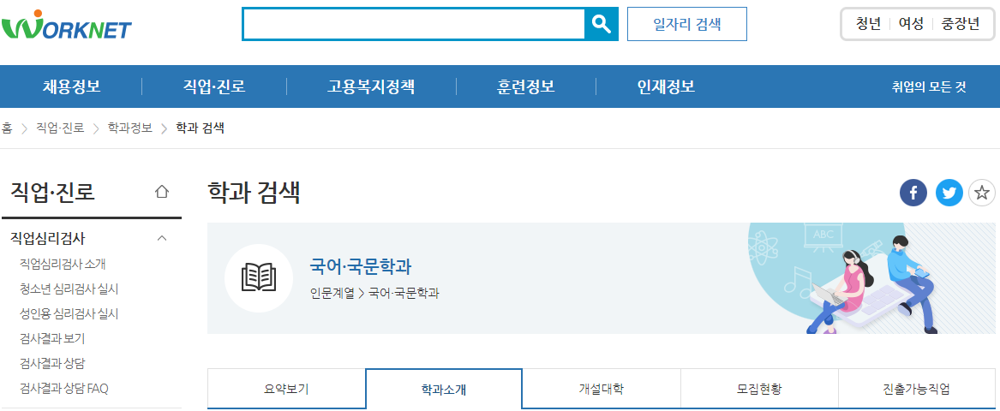 WORKNET
일자리 검색
청년 여성 중장년
채용정보 직업·진로 고용복지정책 훈련정보 인재정보 취업의 모든 것
홈 > 직업·진로 > 학과정보 > 학과 검색
직업·진로
직업심리검사
직업심리검사 소개
청소년 심리검사 실시
성인용 심리검사 실시
검사결과 보기
검사결과 상담
검사결과 상담 FAQ
학과 검색
국어·국문학과
인문계열 > 국어·국문학과
ABC
요약보기 학과소개 개설대학 모집현황 진출가능직업